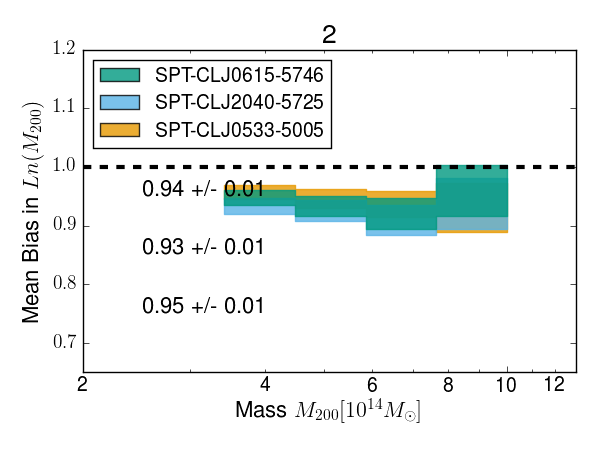 2
1.2
1.1
1.0
0.9
0.8
0.7
Mean Bias in Ln(M200)
SPT-CLJ0615-5746
SPT-CLJ2040-5725
SPT-CLJ0533-5005
0.94 +/- 0.01
0.93 +/- 0.01
0.95 +/- 0.01
2 4 6 8 10 12
Mass M200[10^14 M⊙]